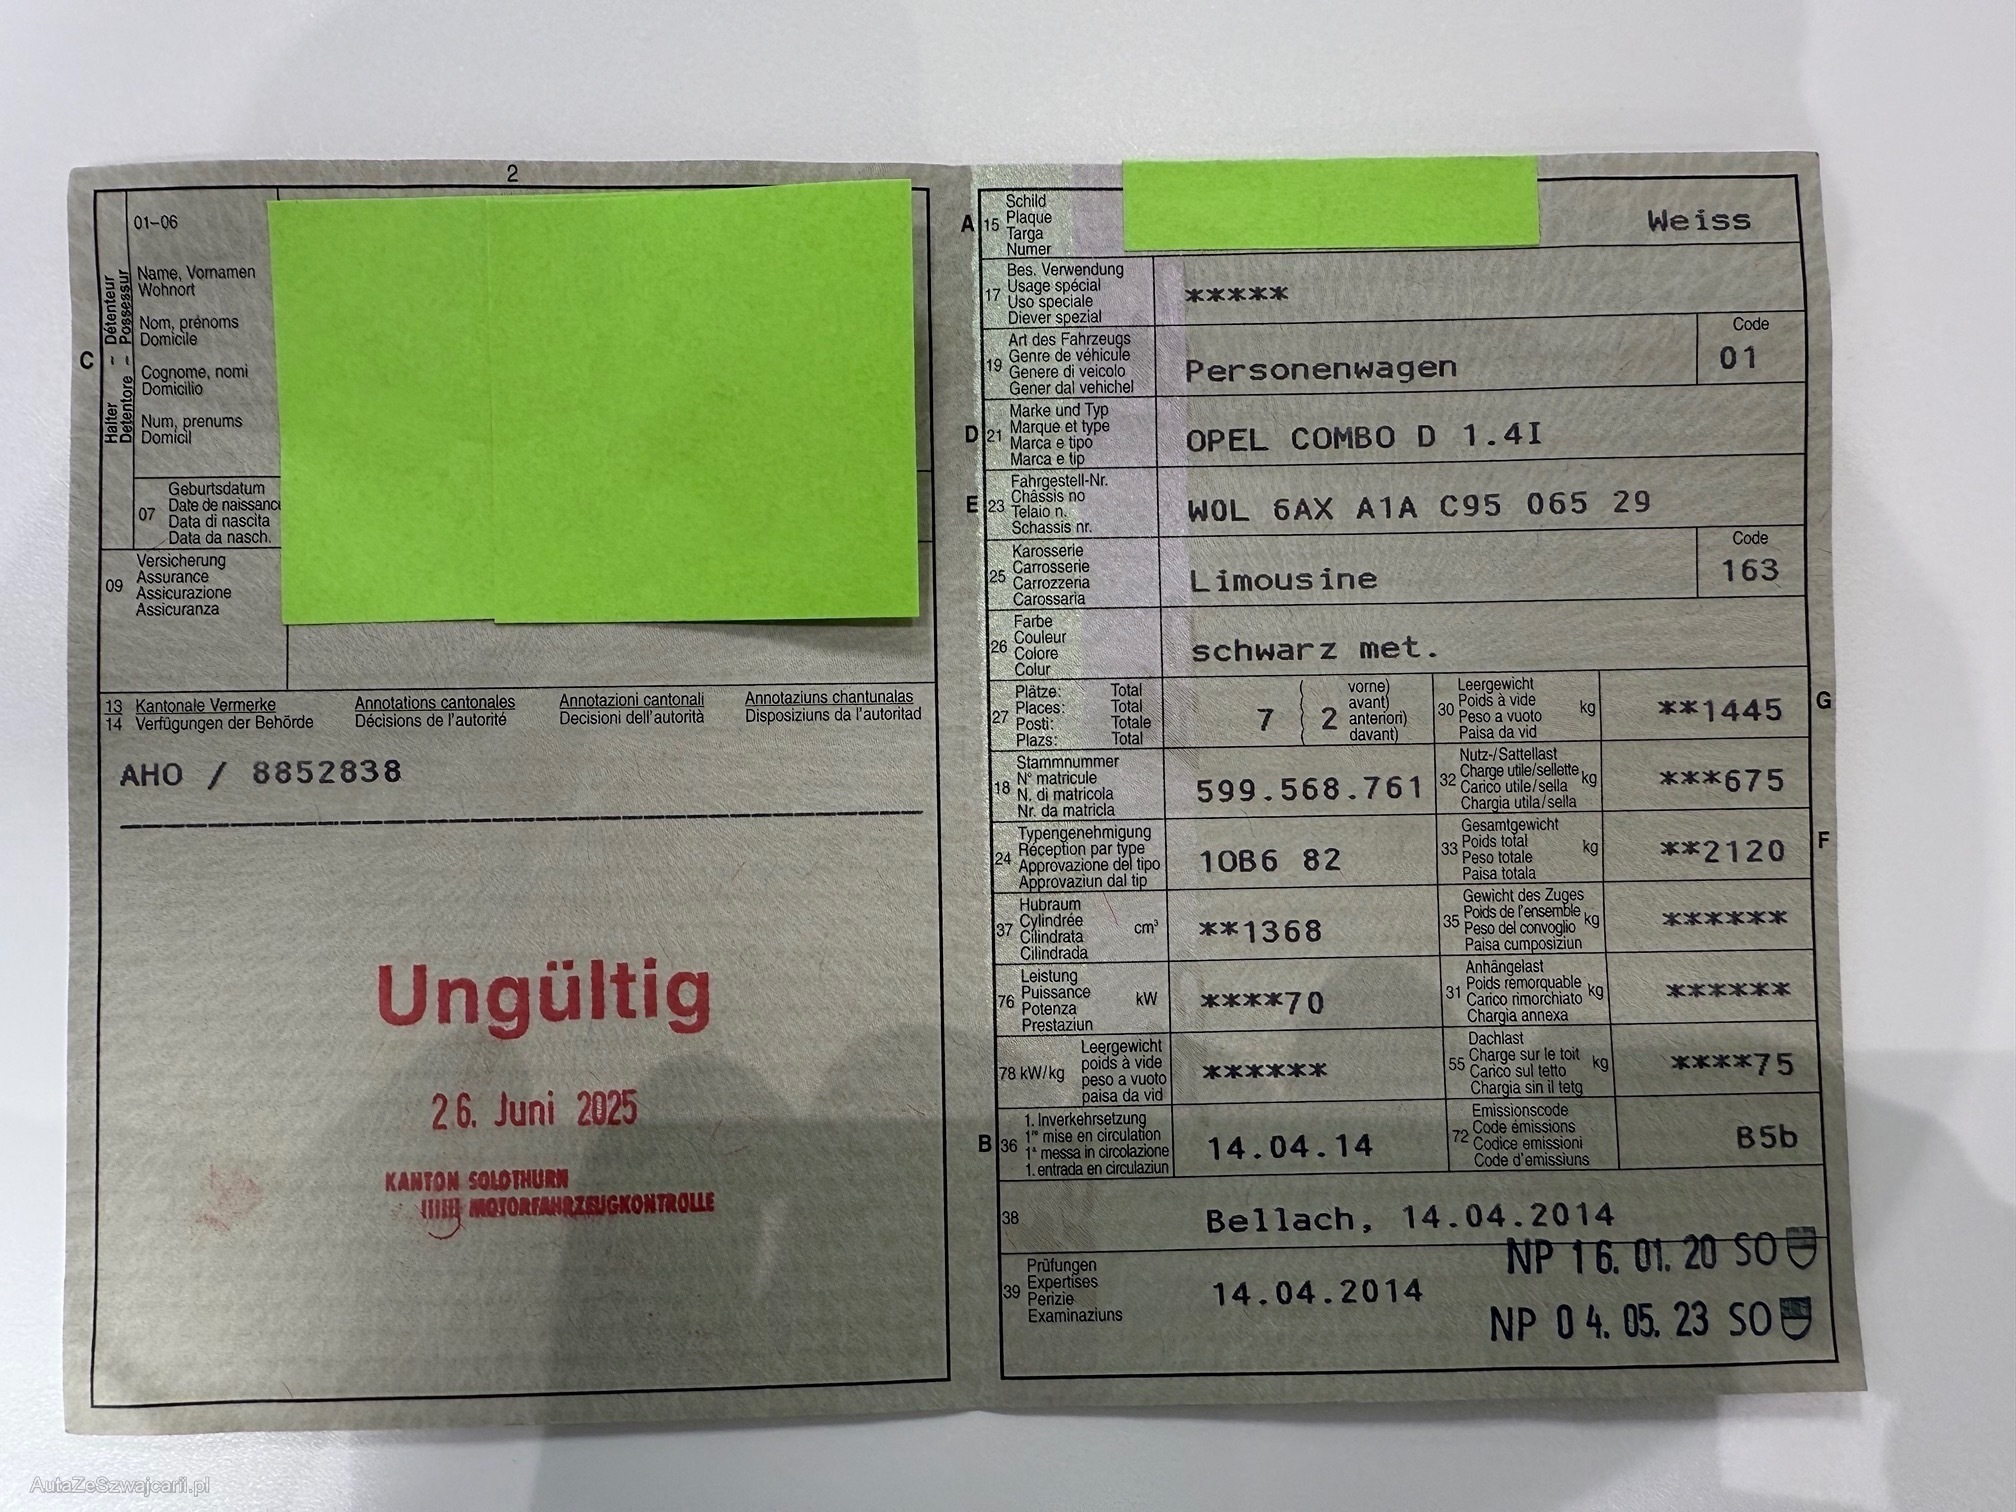 2
01-06
Halter - Détenteur
Detentore - Possessur
C
Name, Vornamen
Wohnort
Nom, prénoms
Domicile
Cognome, nomi
Domicilio
Num, prenums
Domicil
07
Geburtsdatum
Date de naissance
Data di nascita
Data da nasch.
09
Versicherung
Assurance
Assicurazione
Assicuranza
13 Kantonale Vermerke Annotations cantonales Annotazioni cantonali Annotaziuns chantunalas
14 Verfügungen der Behörde Décisions de l'autorité Decisioni dell'autorità Disposiziuns da l'autoritad
AHO / 8852838
Ungültig
26. Juni 2025
KANTON SOLOTHURN
MOTORFAHRZEUGKONTROLLE
A 15
Schild
Plaque
Targa
Numer
Weiss
17
Bes. Verwendung
Usage spécial
Uso speciale
Diever spezial
*****
19
Art des Fahrzeugs
Genre de véhicule
Genere di veicolo
Gener dal vehichel
Personenwagen
Code
01
D 21
Marke und Typ
Marque et type
Marca e tipo
Marca e tip
OPEL COMBO D 1.4I
E 23
Fahrgestell-Nr.
Châssis no
Telaio n.
Schassis nr.
W0L 6AX A1A C95 065 29
25
Karosserie
Carrosserie
Carrozzeria
Carossaria
Limousine
Code
163
26
Farbe
Couleur
Colore
Colur
schwarz met.
27
Plätze: Total
Places: Total
Posti: Totale
Plazs: Total
7 ( 2
vorne)
avant)
anteriori)
davant)
30
Leergewicht
Poids à vide
Peso a vuoto
Paisa da vid
kg
**1445
G
18
Stammnummer
N° matricule
N. di matricola
Nr. da matricla
599.568.761
32
Nutz-/Sattellast
Charge utile/sellette
Carico utile/sella
Chargia utila/sella
kg
***675
24
Typengenehmigung
Réception par type
Approvazione del tipo
Approvaziun dal tip
1OB6 82
33
Gesamtgewicht
Poids total
Peso totale
Paisa totala
kg
**2120
F
37
Hubraum
Cylindrée
Cilindrata
Cilindrada
cm³
**1368
35
Gewicht des Zuges
Poids de l'ensemble
Peso del convoglio
Paisa cumposiziun
kg
******
76
Leistung
Puissance
Potenza
Prestaziun
kW
****70
31
Anhängelast
Poids remorquable
Carico rimorchiato
Chargia annexa
kg
******
78 kW/kg
Leergewicht
poids à vide
peso a vuoto
paisa da vid
******
55
Dachlast
Charge sur le toit
Carico sul tetto
Chargia sin il tetg
kg
****75
B 36
1. Inverkehrsetzung
1re mise en circulation
1a messa in circolazione
1. entrada en circulaziun
14.04.14
72
Emissionscode
Code émissions
Codice emissioni
Code d'emissiuns
B5b
38
Bellach, 14.04.2014
NP 16. 01. 20 SO
39
Prüfungen
Expertises
Perizie
Examinaziuns
14.04.2014
NP 04. 05. 23 SO
AutaZeSzwajcarii.pl